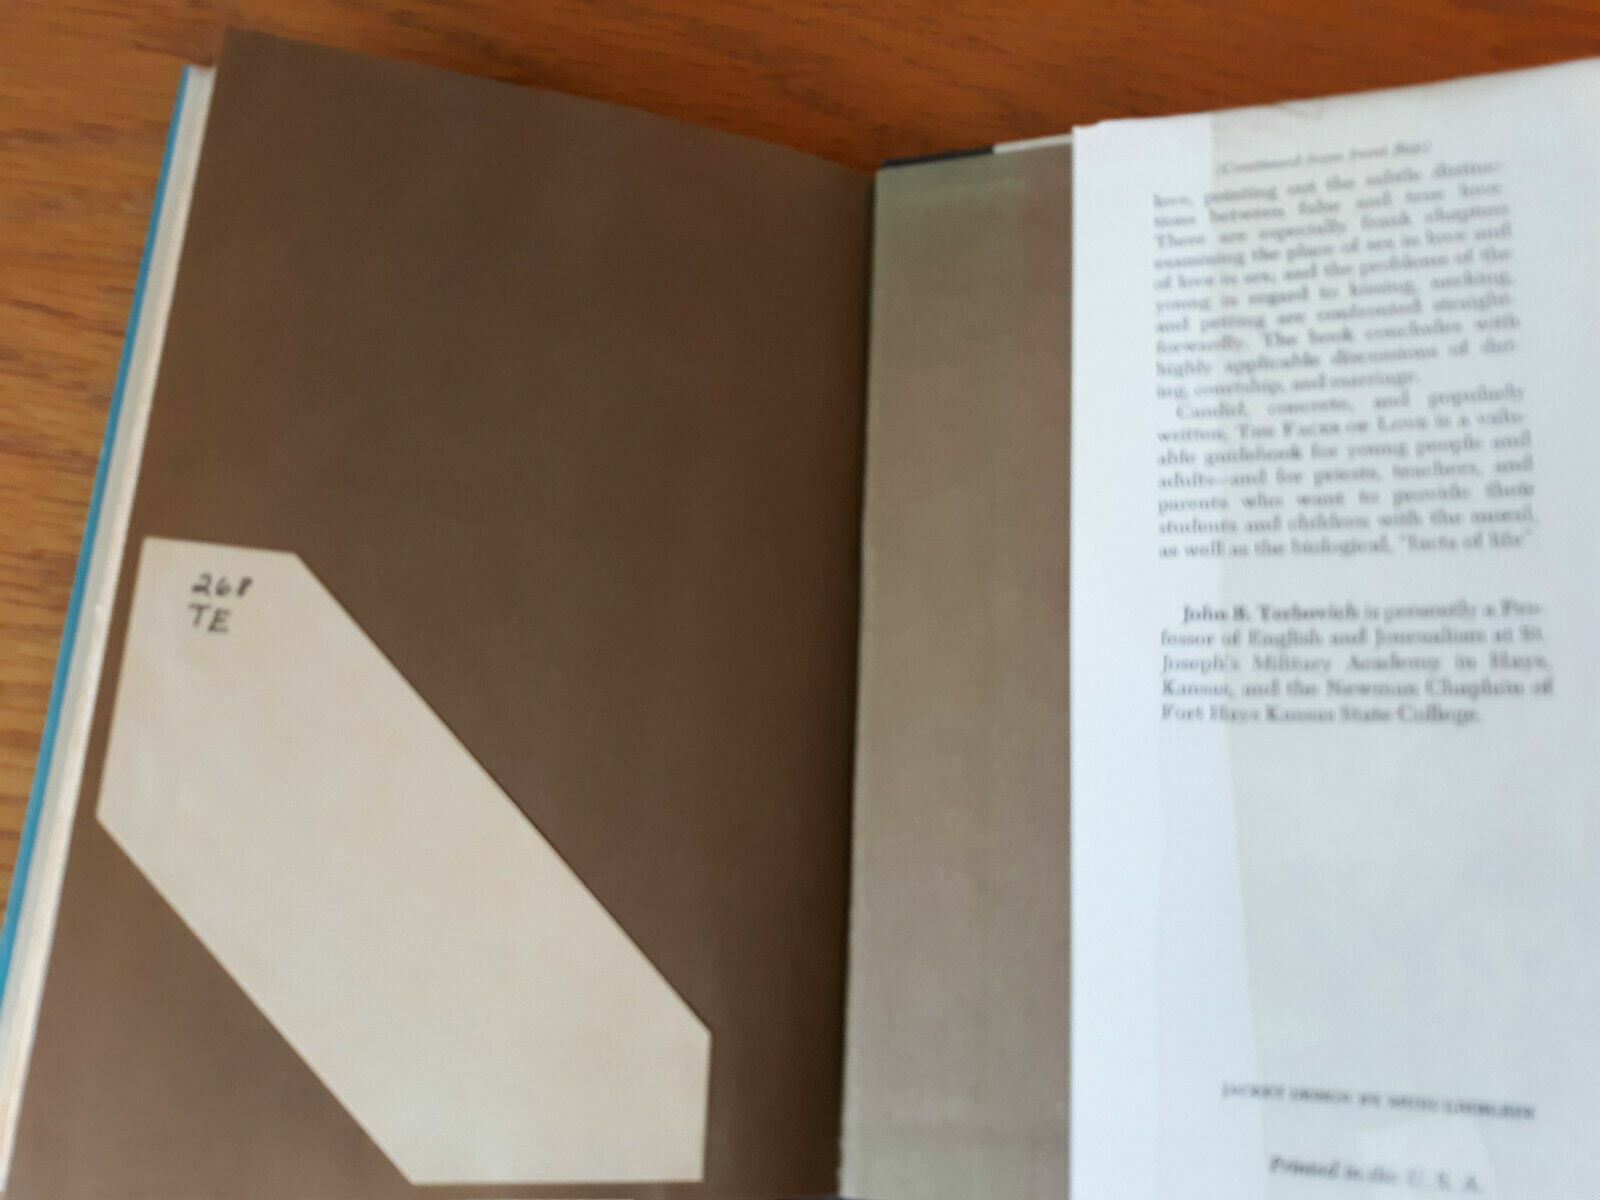 268
TE
(Continued from front flap)
love, pointing out the subtle distinc-
tions between false and true love.
There are especially frank chapters
examining the place of sex in love and
of love in sex, and the problems of the
young in regard to kissing, necking,
and petting are confronted straight-
forwardly. The book concludes with
highly applicable discussions of dat-
ing, courtship, and marriage.
Candid, concrete, and popularly
written, THE FACES OF LOVE is a valu-
able guidebook for young people and
adults—and for priests, teachers, and
parents who want to provide their
students and children with the moral,
as well as the biological, "facts of life".
John B. Terbovich is presently a Pro-
fessor of English and Journalism at St.
Joseph's Military Academy in Hays,
Kansas, and the Newman Chaplain of
Fort Hays Kansas State College.
JACKET DESIGN BY
Printed in the U. S. A.